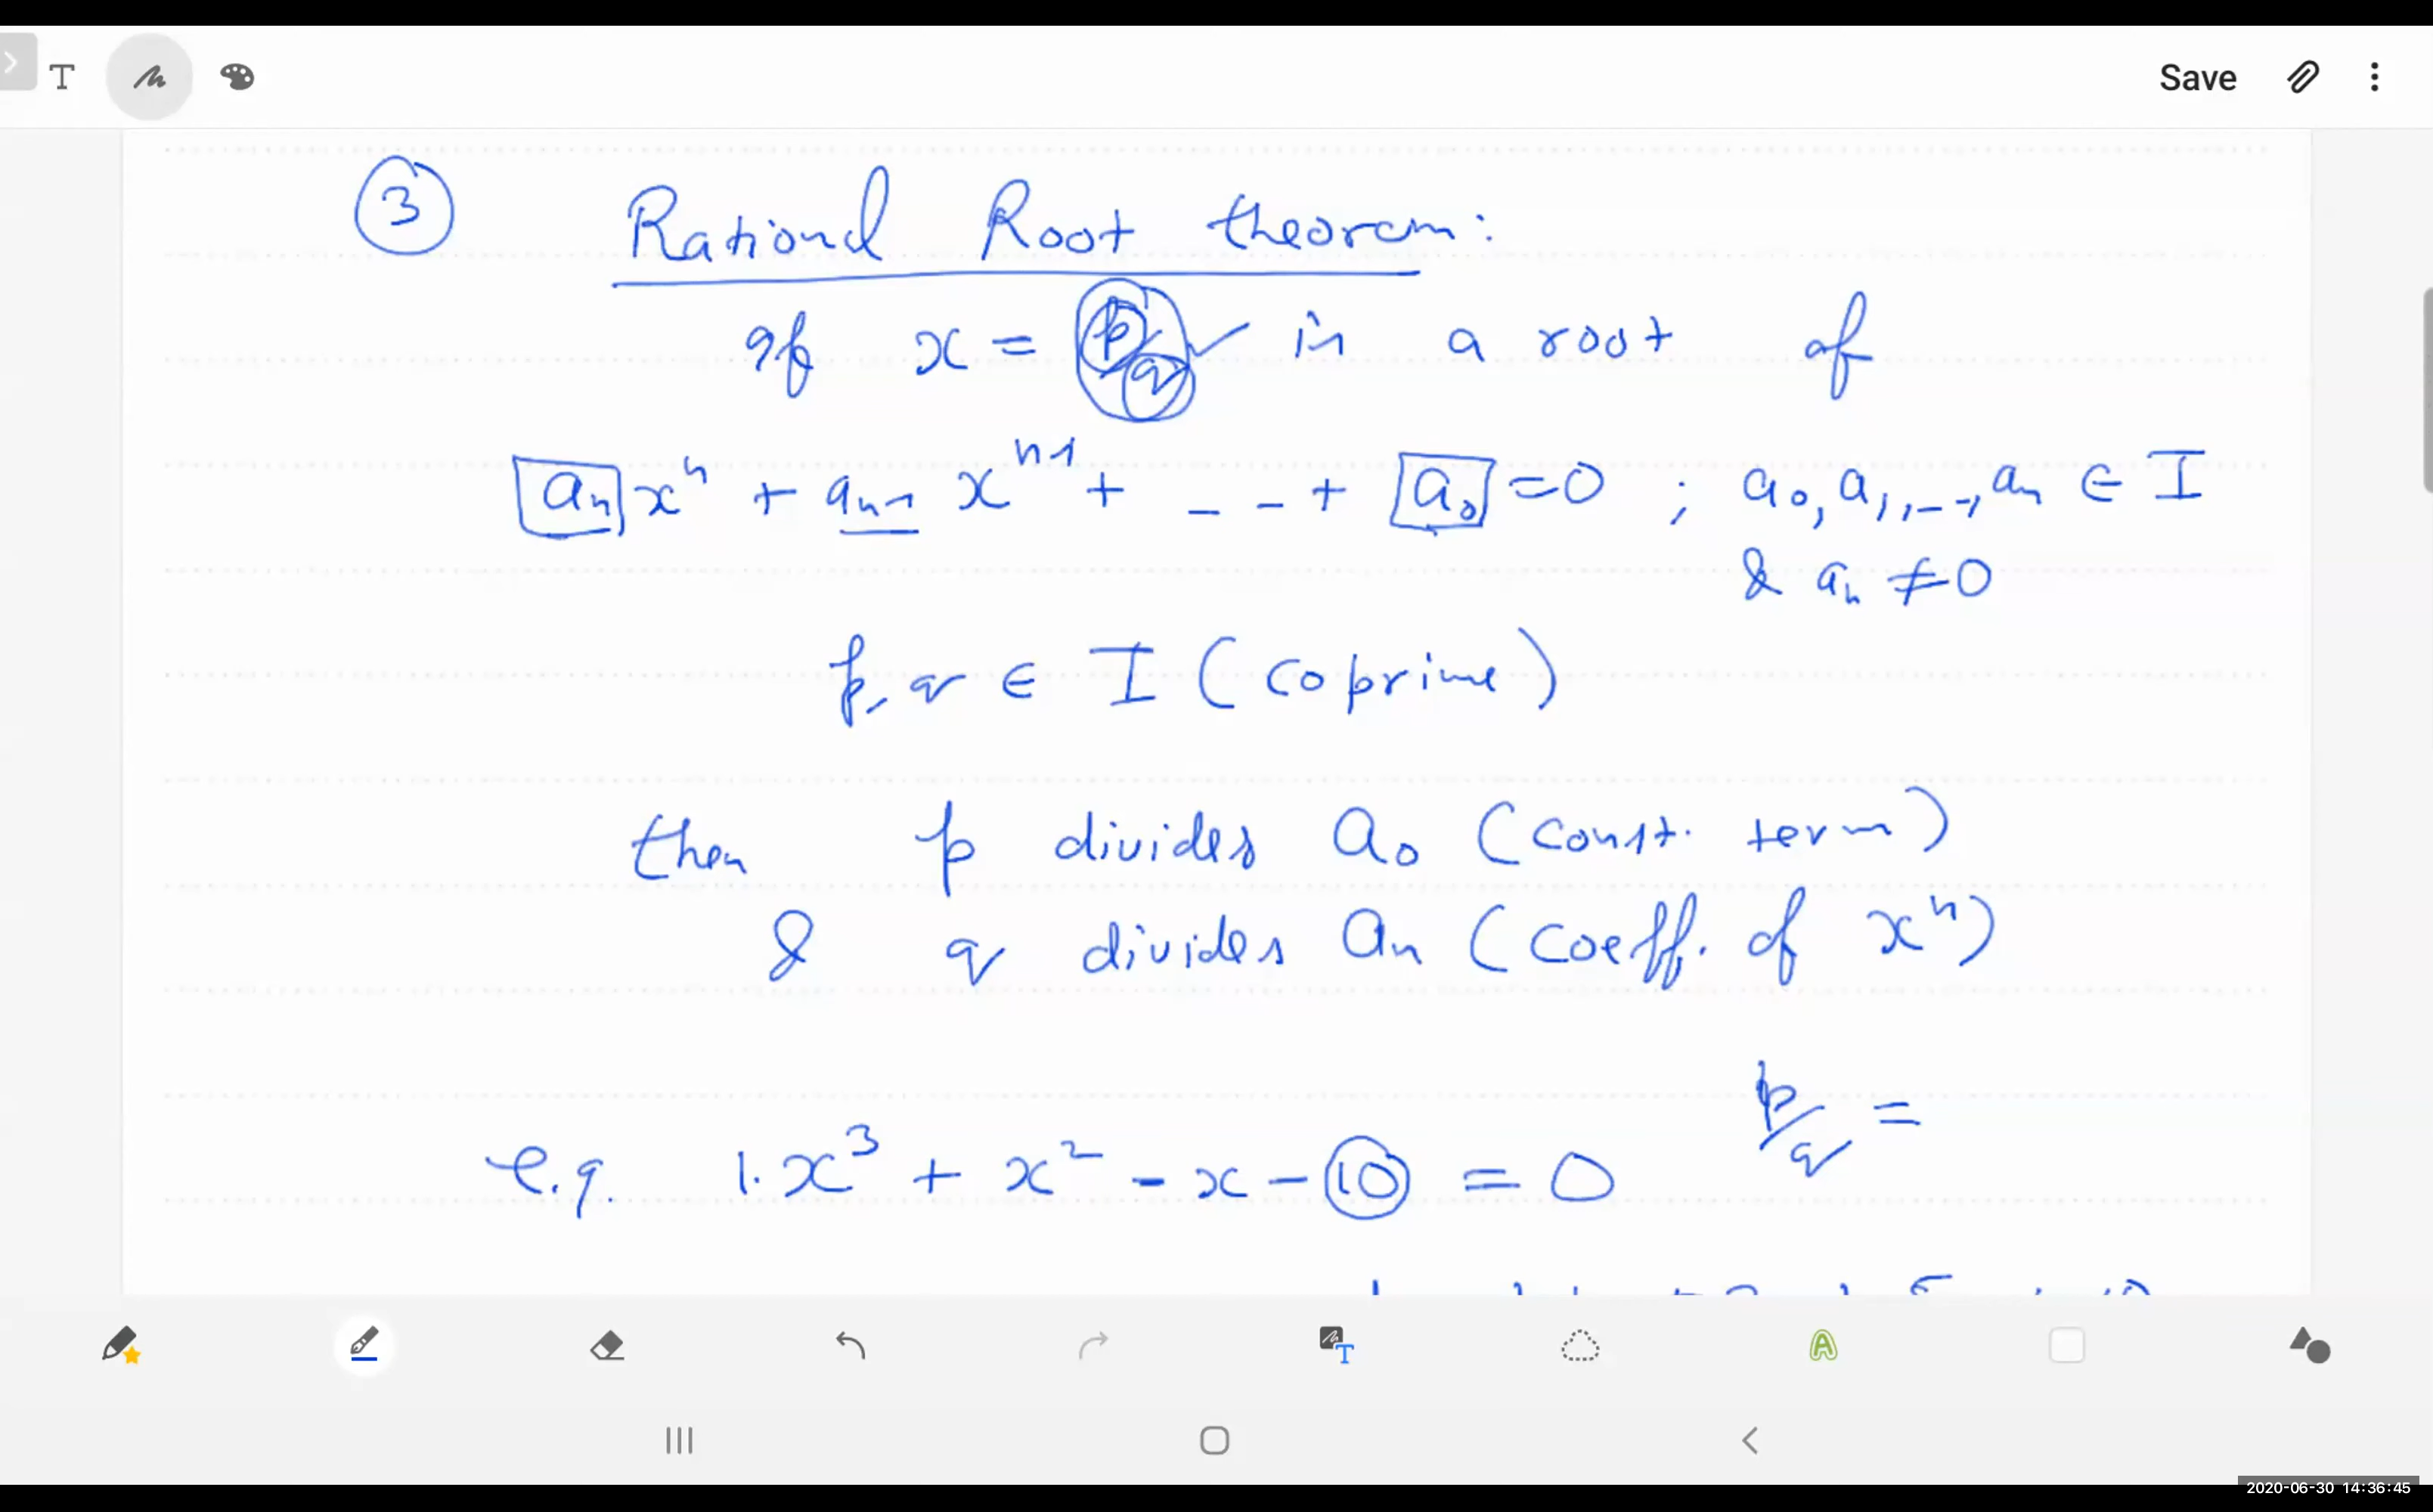 T Save
③ Rational Root theorem:
If x = p/q is a root of
aₙxⁿ + aₙ₋₁ xⁿ⁻¹ + _ _ + a₀ = 0 ; a₀, a₁, --, aₙ ∈ I
& aₙ ≠ 0
p, q ∈ I (coprime)
then p divides a₀ (const. term)
& q divides aₙ (coeff. of xⁿ)
p/q =
e.g. 1.x³ + x² - x - 10 = 0
2020-06-30 14:36:45